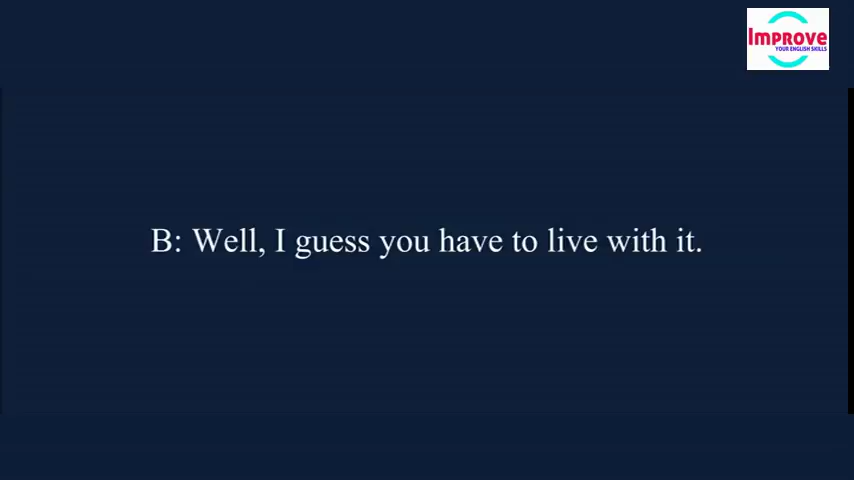 Improve
YOUR ENGLISH SKILLS
B: Well, I guess you have to live with it.